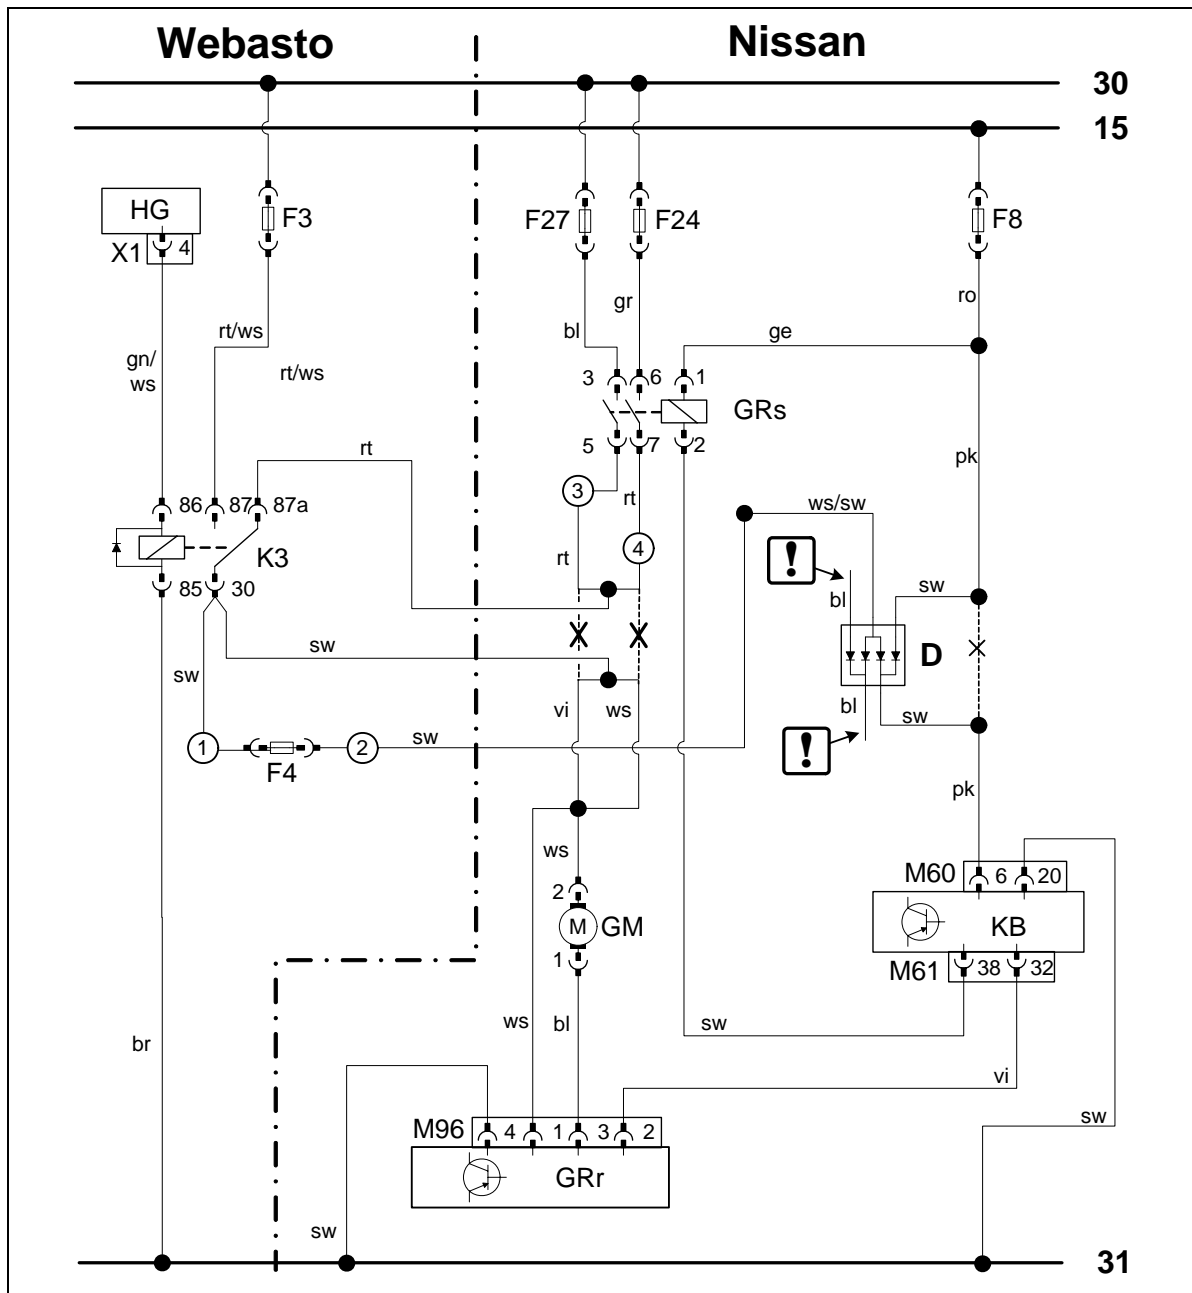 Webasto Nissan
30
15
HG
X1 4
F3
F27
F24
F8
gr
ro
bl
rt/ws
ge
gn/
ws
rt/ws
3 6 1
GRs
5 7 2
rt
pk
3
rt
86 87 87a
ws/sw
4
!
K3
rt
85 30
bl
sw
D
sw
sw
bl
vi ws
sw
1
2
sw
!
F4
pk
ws
M60 6 20
2
M GM
KB
1
M61 38 32
ws bl
sw
br
vi
sw
M96 4 1 3 2
GRr
sw
31